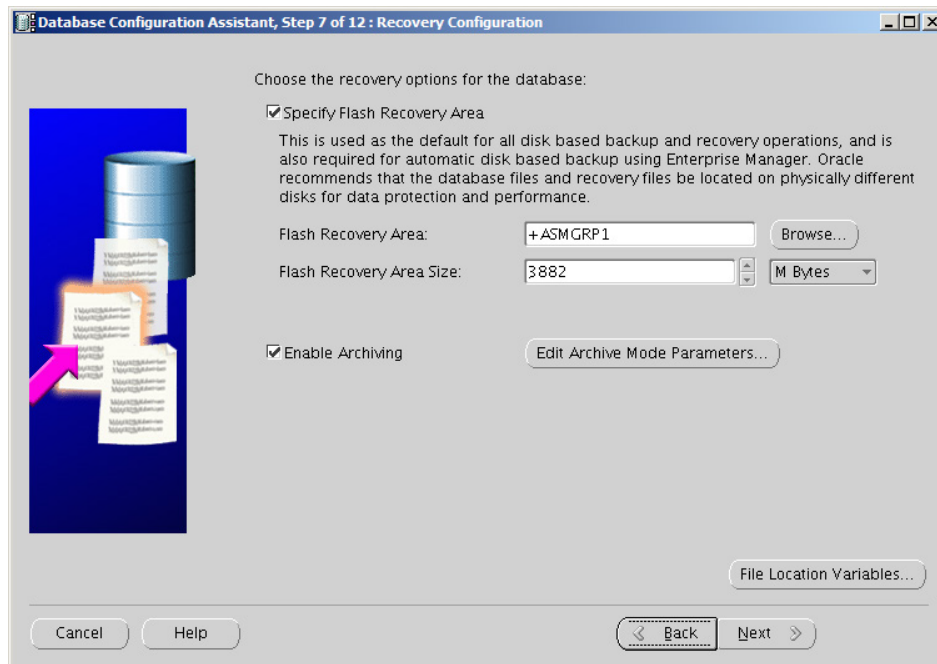 Database Configuration Assistant, Step 7 of 12 : Recovery Configuration
Choose the recovery options for the database:
Specify Flash Recovery Area
This is used as the default for all disk based backup and recovery operations, and is
also required for automatic disk based backup using Enterprise Manager. Oracle
recommends that the database files and recovery files be located on physically different
disks for data protection and performance.
Flash Recovery Area: +ASMGRP1 Browse...
Flash Recovery Area Size: 3882 M Bytes
Enable Archiving Edit Archive Mode Parameters...
File Location Variables...
Cancel Help Back Next